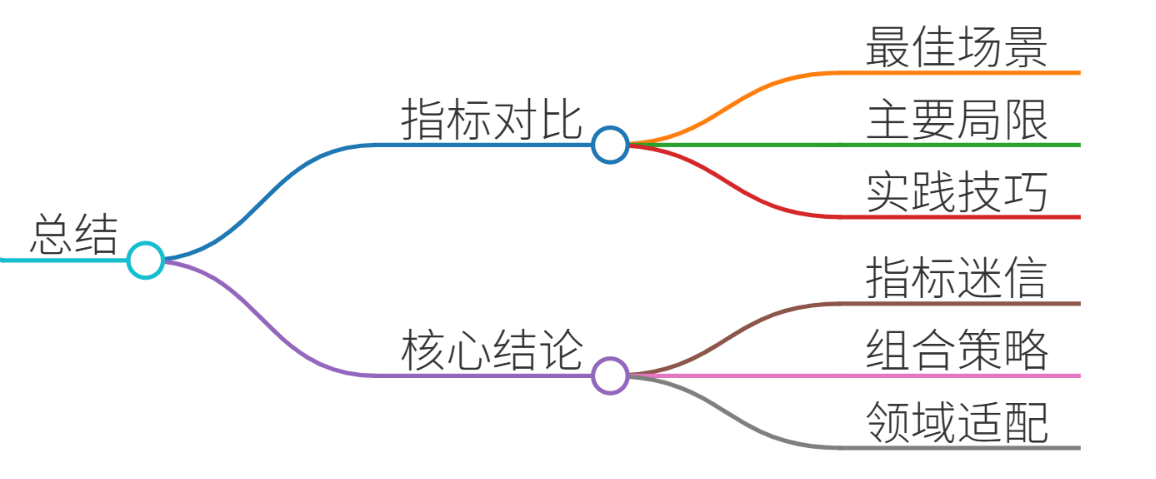 总结
指标对比
最佳场景
主要局限
实践技巧
核心结论
指标迷信
组合策略
领域适配